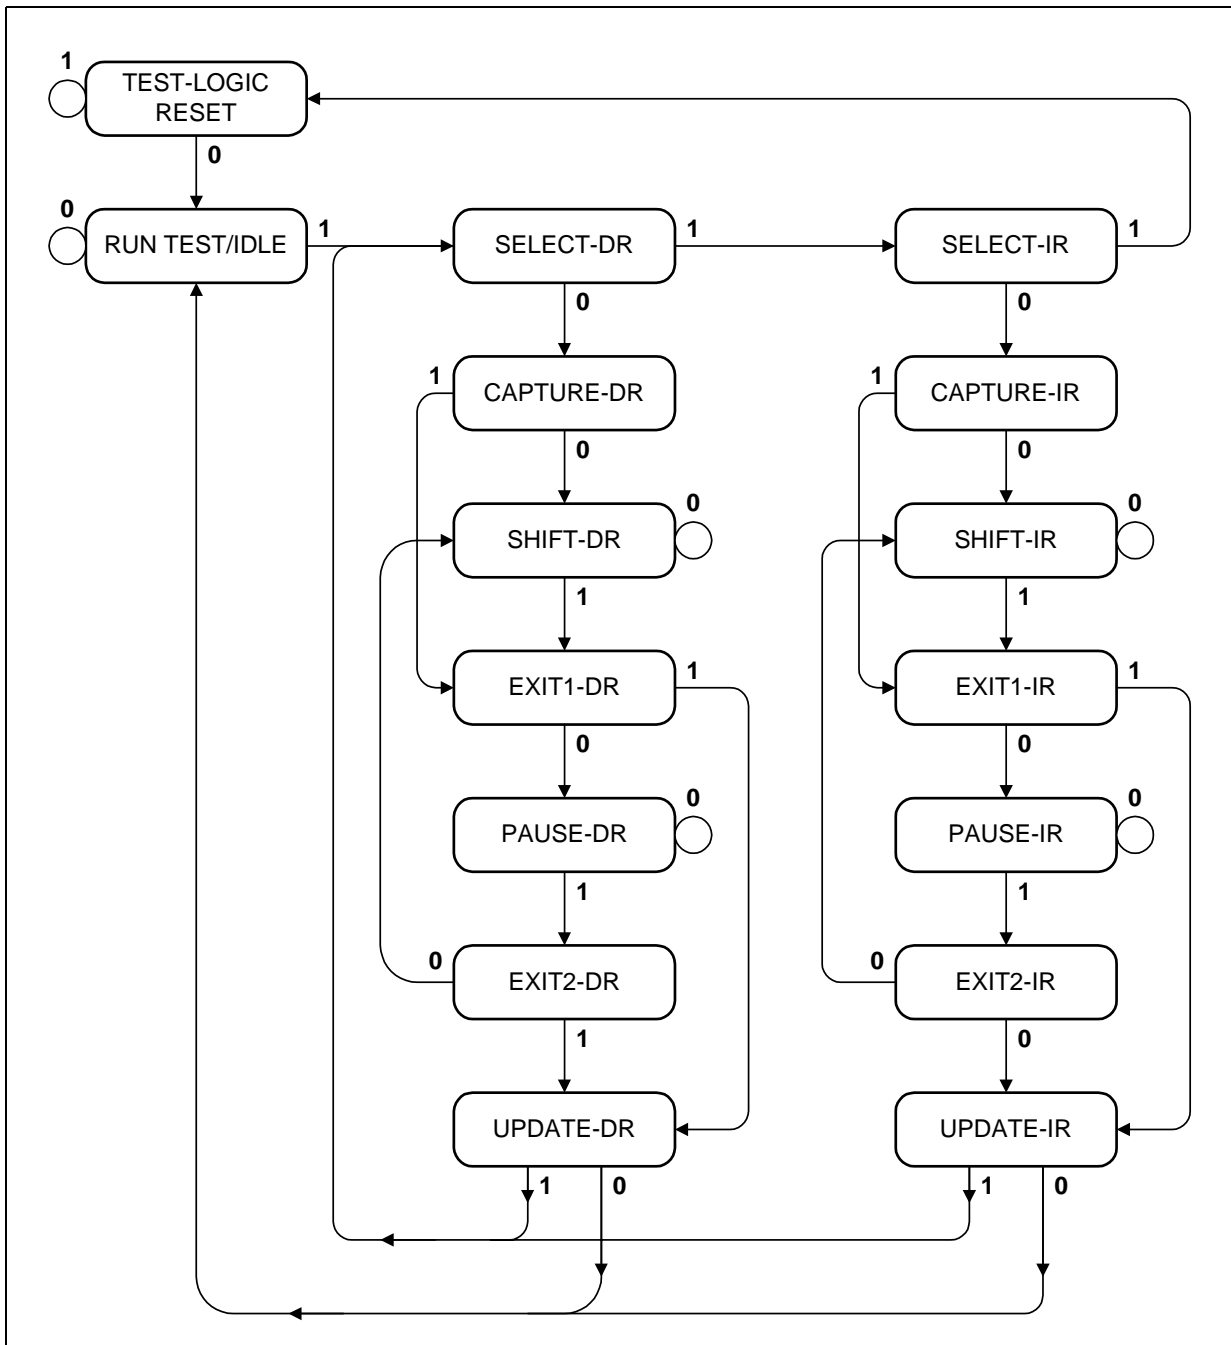 1
TEST-LOGIC
RESET
0
0
RUN TEST/IDLE
1
SELECT-DR
1
SELECT-IR
1
0
0
1
CAPTURE-DR
1
CAPTURE-IR
0
0
0
0
SHIFT-DR
SHIFT-IR
1
1
EXIT1-DR
1
EXIT1-IR
1
0
0
0
0
PAUSE-DR
PAUSE-IR
1
1
0
EXIT2-DR
0
EXIT2-IR
1
0
UPDATE-DR
UPDATE-IR
1
0
1
0